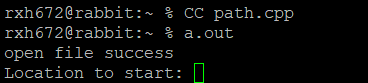 rxh672@rabbit:~ % CC path.cpp
rxh672@rabbit:~ % a.out
open file success
Location to start: